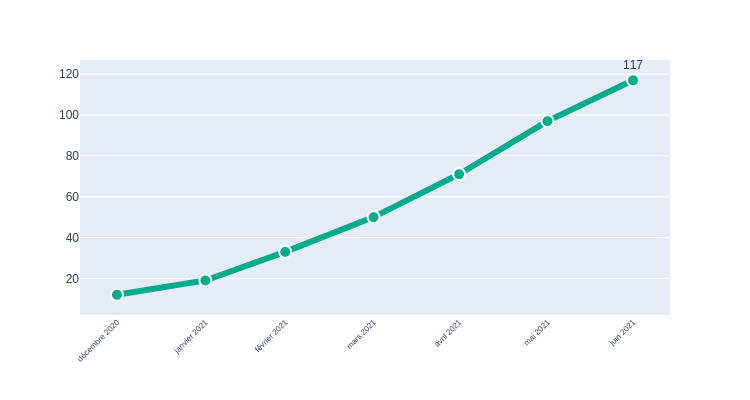 117
120
100
80
60
40
20
décembre 2020
janvier 2021
février 2021
mars 2021
avril 2021
mai 2021
juin 2021